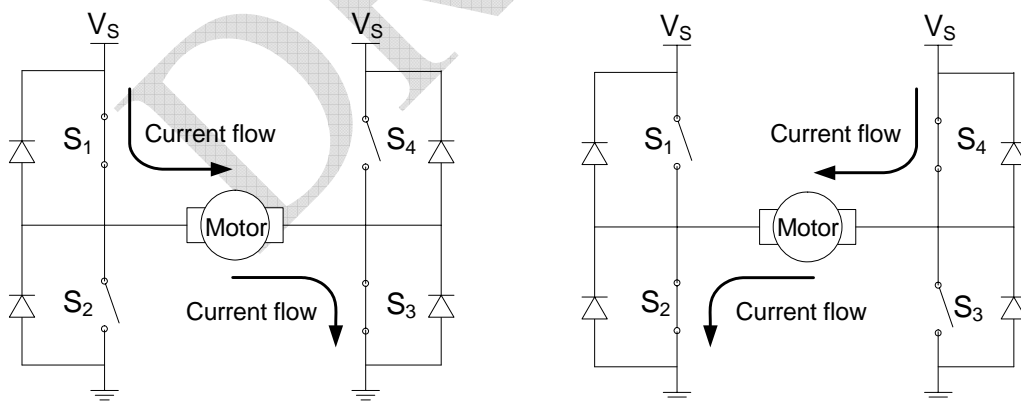 V_S
V_S
S_1
Current flow
S_4
Motor
S_2
Current flow
S_3
V_S
V_S
S_1
Current flow
S_4
Motor
S_2
Current flow
S_3